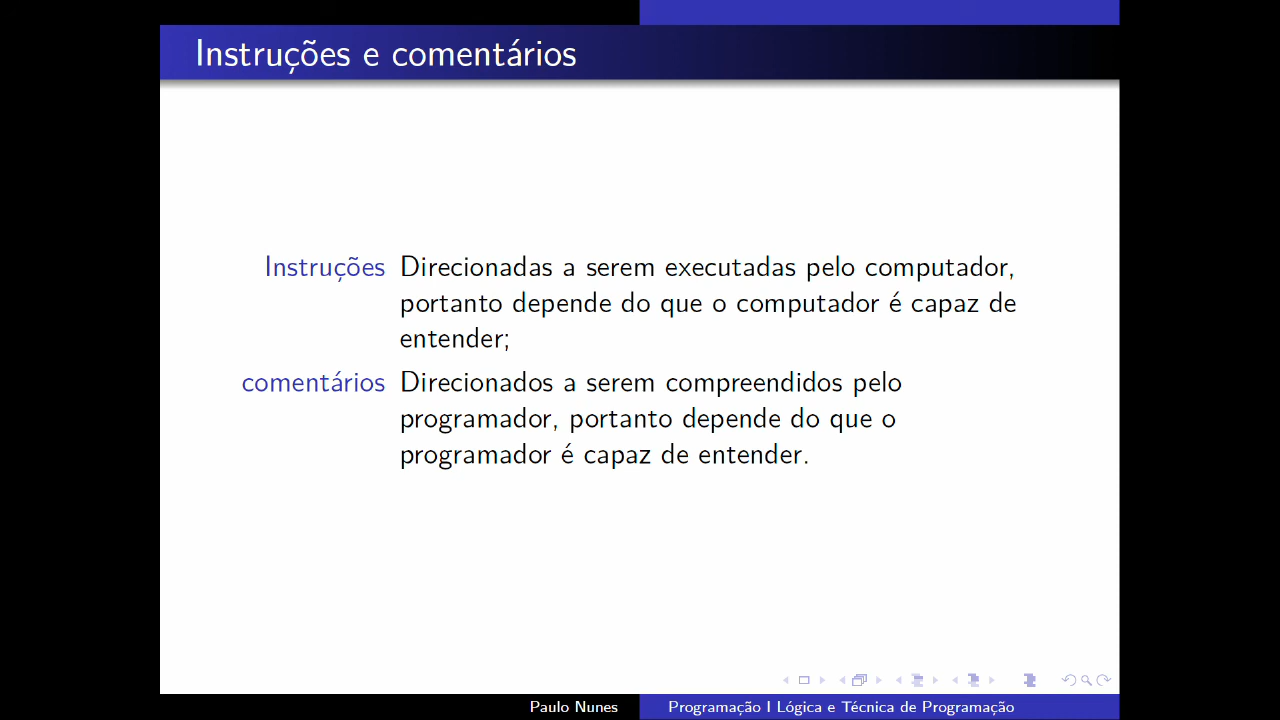 Instruções e comentários
Instruções Direcionadas a serem executadas pelo computador,
portanto depende do que o computador é capaz de
entender;
comentários Direcionados a serem compreendidos pelo
programador, portanto depende do que o
programador é capaz de entender.
Paulo Nunes Programação I Lógica e Técnica de Programação